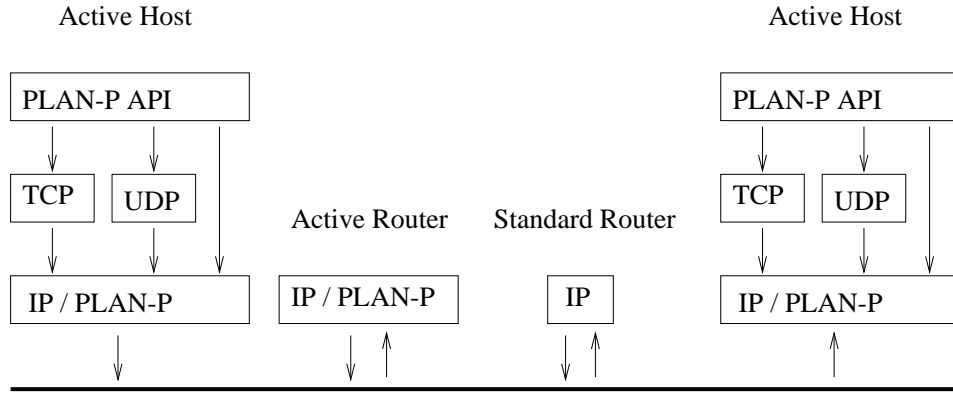 Active Host
Active Host
PLAN-P API
PLAN-P API
TCP
UDP
TCP
UDP
Active Router
Standard Router
IP / PLAN-P
IP / PLAN-P
IP
IP / PLAN-P